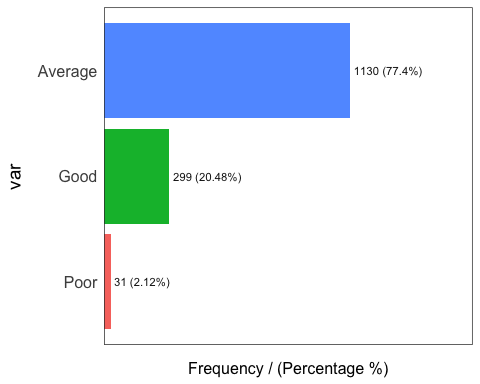 Average
1130 (77.4%)
var
Good
299 (20.48%)
Poor
31 (2.12%)
Frequency / (Percentage %)